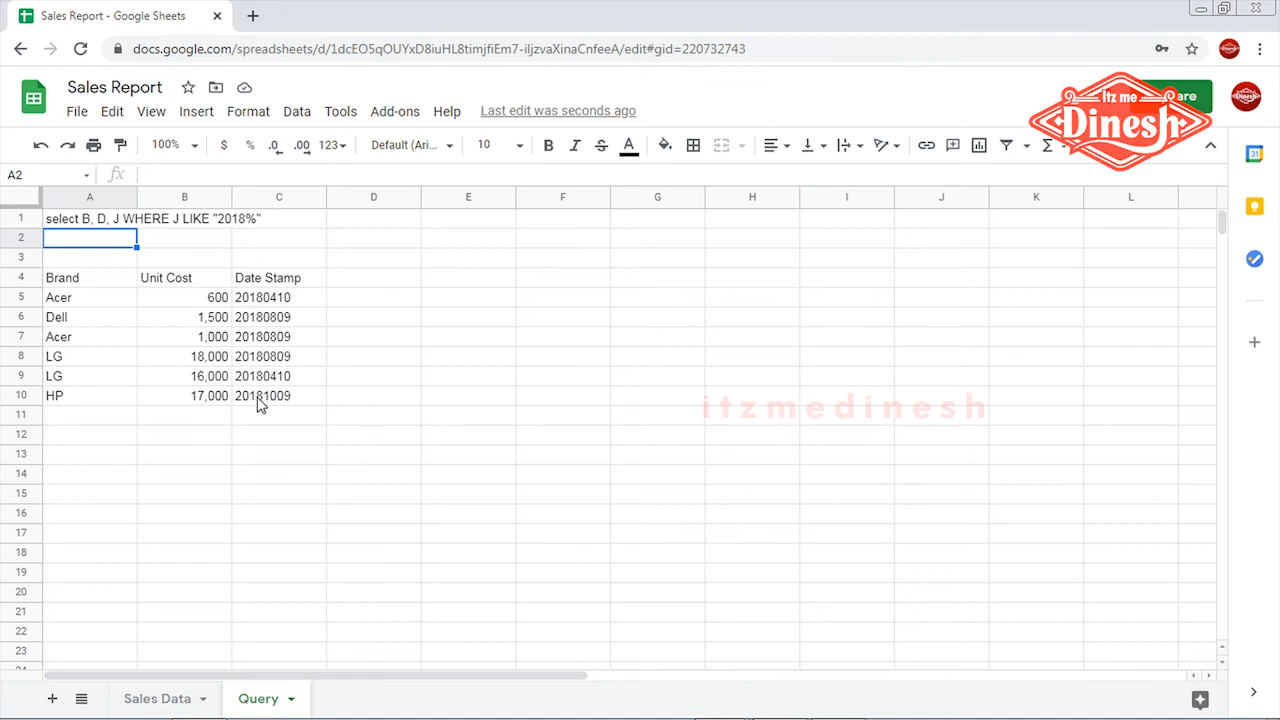 Sales Report - Google Sheets
docs.google.com/spreadsheets/d/1dcEO5qOUYxD8iuHL8timjfiEm7-iljzvaXinaCnfeeA/edit#gid=220732743
Sales Report
File Edit View Insert Format Data Tools Add-ons Help Last edit was seconds ago
Itz me
Dinesh
Dinesh
100% $ % .0 .00 123 Default (Ari... 10 B I S A
31
A2 fx
A B C D E F G H I J K L
1 select B, D, J WHERE J LIKE "2018%"
2
3
4 Brand Unit Cost Date Stamp
5 Acer 600 20180410
6 Dell 1,500 20180809
7 Acer 1,000 20180809
8 LG 18,000 20180809
9 LG 16,000 20180410
10 HP 17,000 20181009
itzmedinesh
11
12
13
14
15
16
17
18
19
20
21
22
23
Sales Data Query